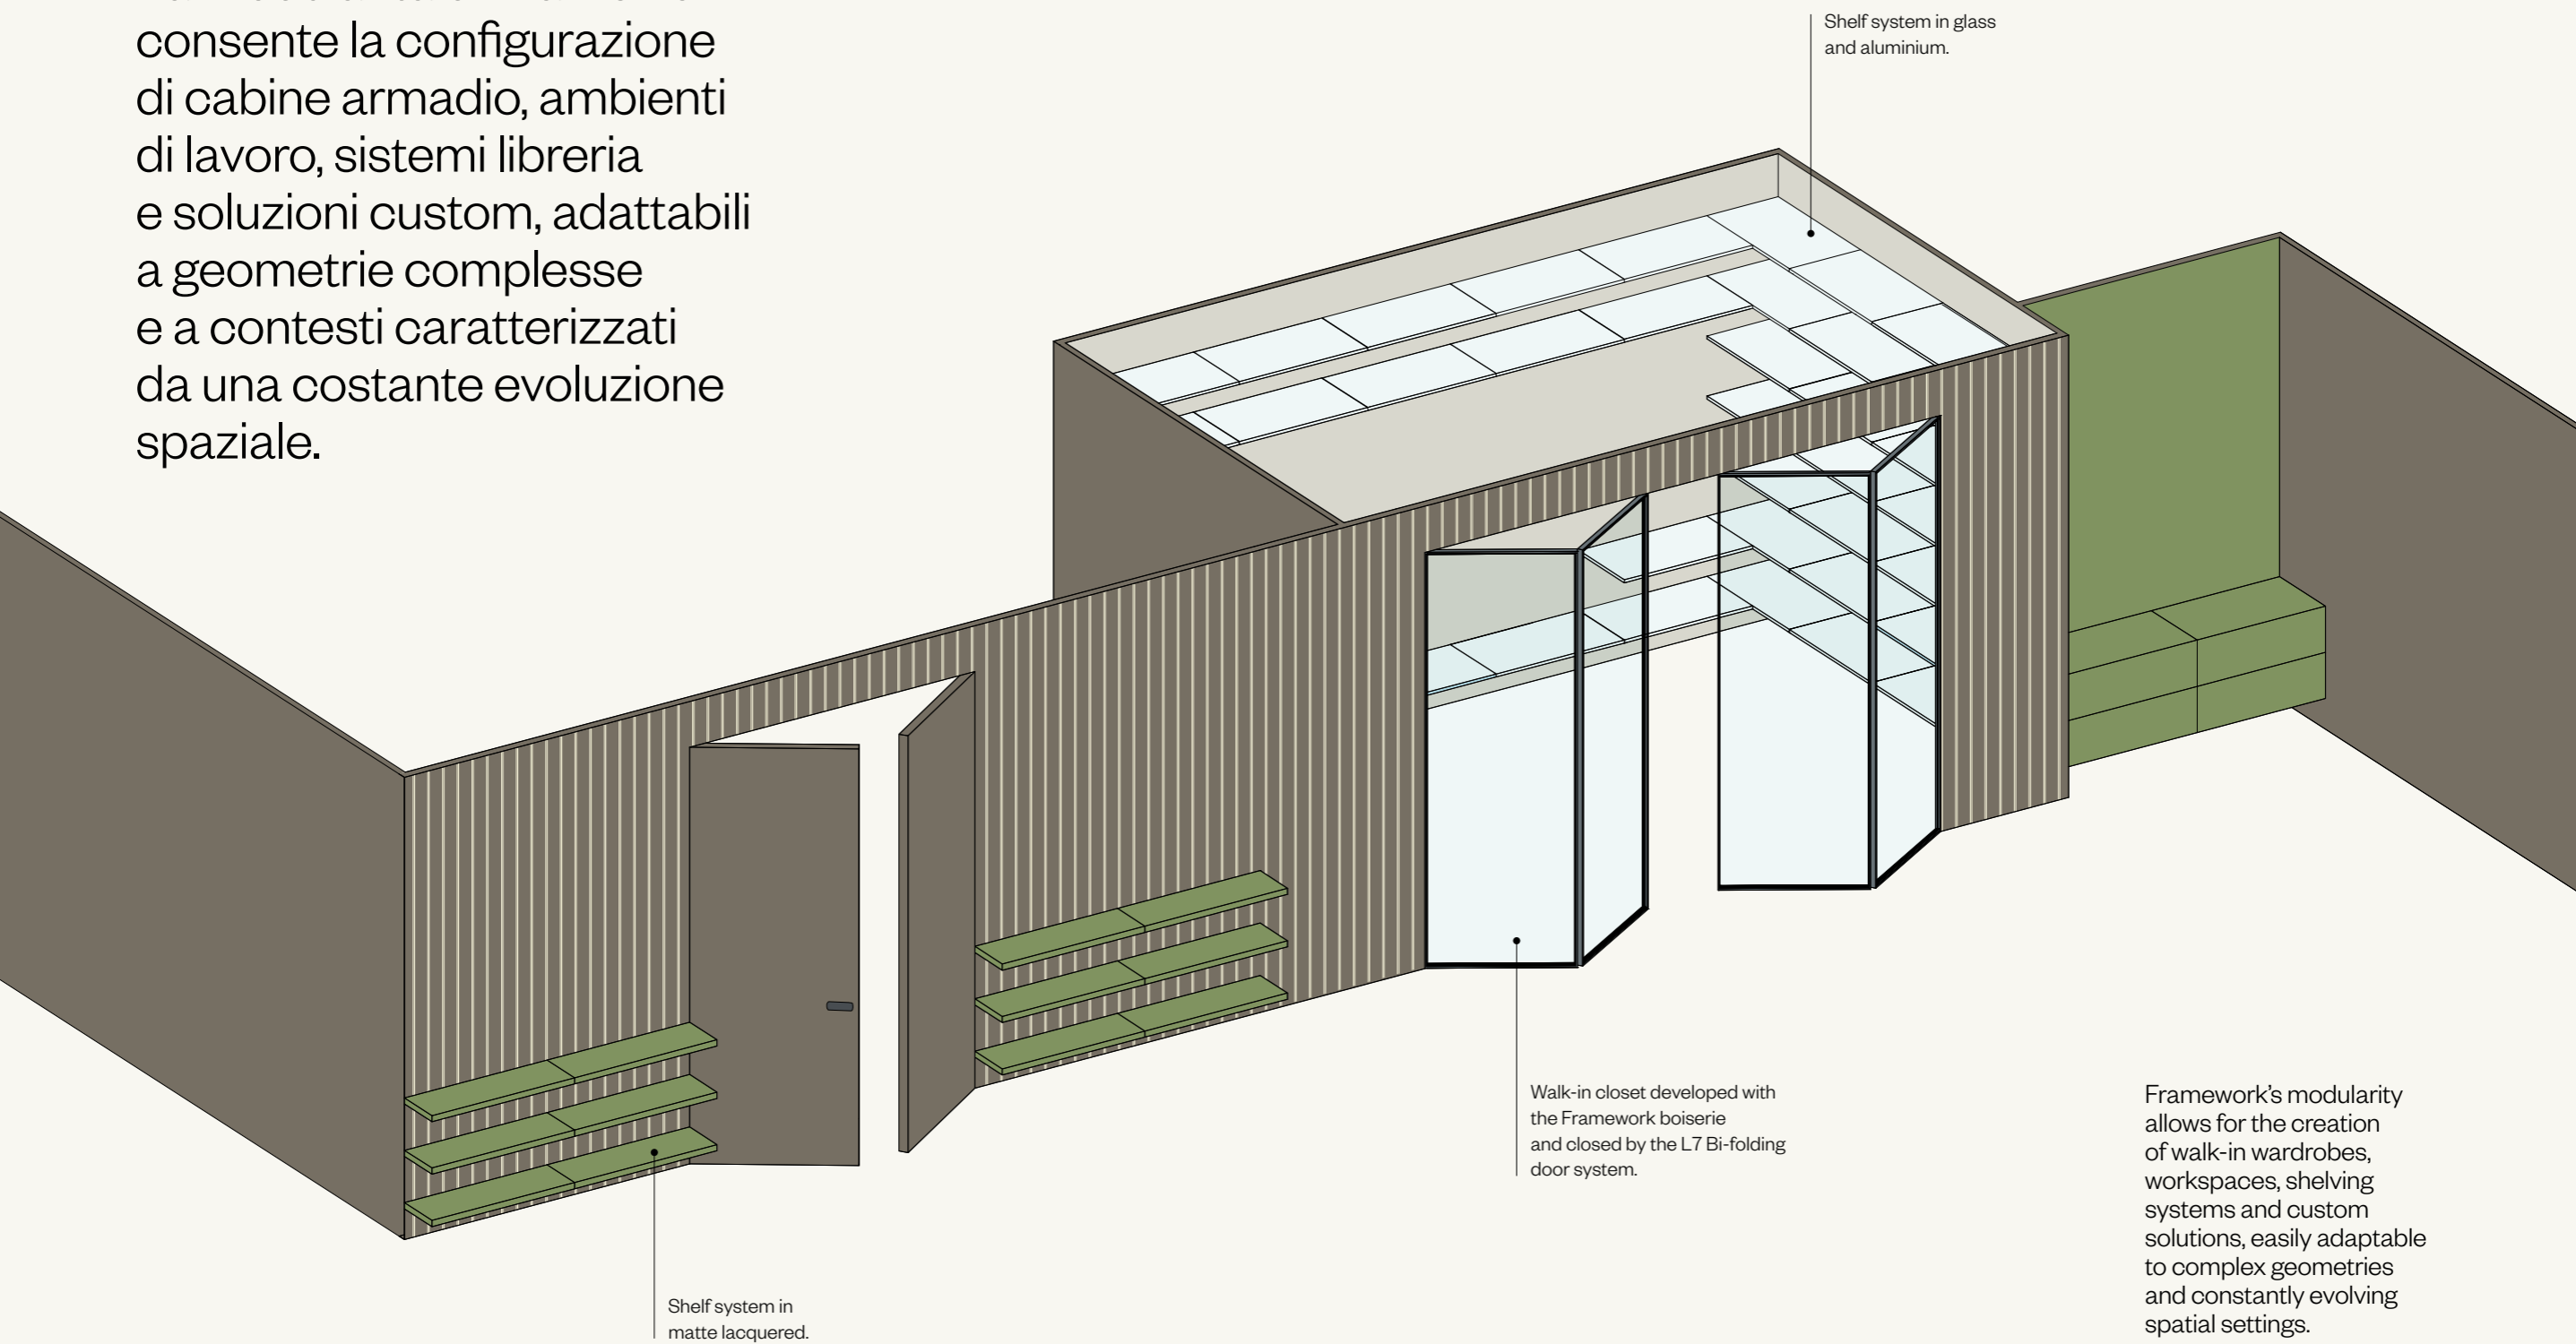 consente la configurazione
di cabine armadio, ambienti
di lavoro, sistemi libreria
e soluzioni custom, adattabili
a geometrie complesse
e a contesti caratterizzati
da una costante evoluzione
spaziale.
Shelf system in glass
and aluminium.
Walk-in closet developed with
the Framework boiserie
and closed by the L7 Bi-folding
door system.
Shelf system in
matte lacquered.
Framework’s modularity
allows for the creation
of walk-in wardrobes,
workspaces, shelving
systems and custom
solutions, easily adaptable
to complex geometries
and constantly evolving
spatial settings.